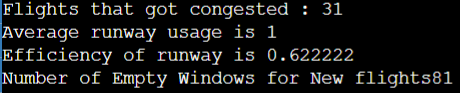 Flights that got congested : 31
Average runway usage is 1
Efficiency of runway is 0.622222
Number of Empty Windows for New flights81